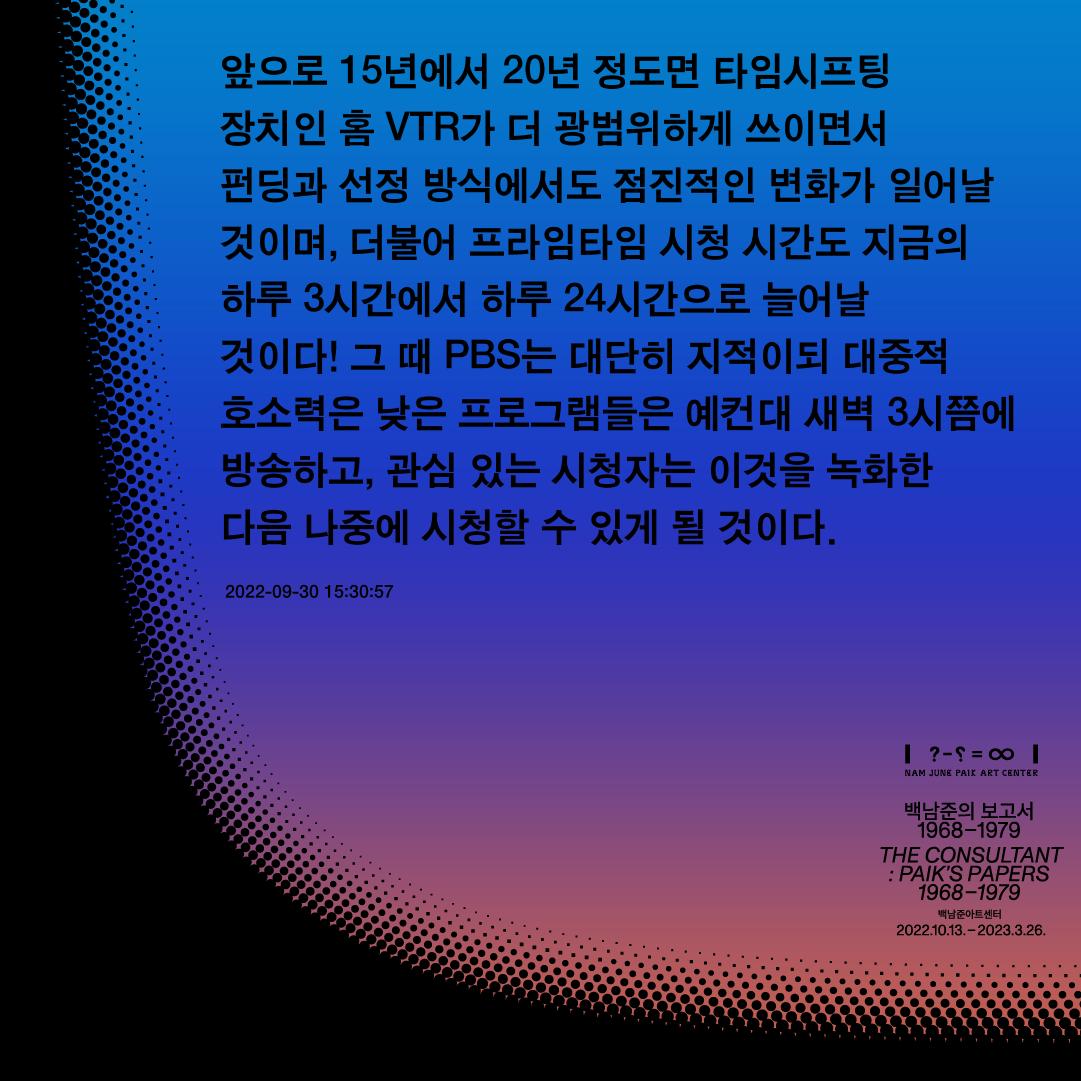 앞으로 15년에서 20년 정도면 타임시프팅
장치인 홈 VTR가 더 광범위하게 쓰이면서
펀딩과 선정 방식에서도 점진적인 변화가 일어날
것이며, 더불어 프라임타임 시청 시간도 지금의
하루 3시간에서 하루 24시간으로 늘어날
것이다! 그 때 PBS는 대단히 지적이되 대중적
호소력은 낮은 프로그램들은 예컨대 새벽 3시쯤에
방송하고, 관심 있는 시청자는 이것을 녹화한
다음 나중에 시청할 수 있게 될 것이다.
2022-09-30 15:30:57
? - ⸮ = ∞
NAM JUNE PAIK ART CENTER
백남준의 보고서
1968–1979
THE CONSULTANT
: PAIK'S PAPERS
1968–1979
백남준아트센터
2022.10.13. – 2023.3.26.